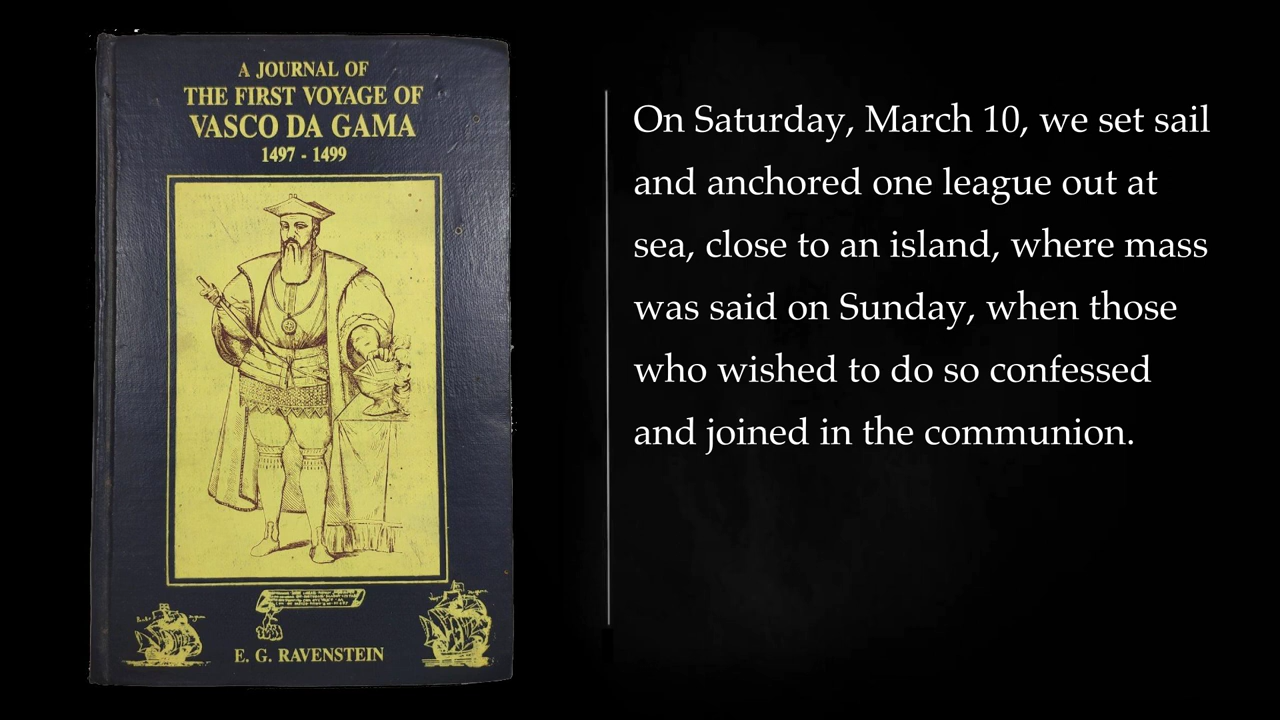 A JOURNAL OF
THE FIRST VOYAGE OF
VASCO DA GAMA
1497 - 1499
E. G. RAVENSTEIN
On Saturday, March 10, we set sail
and anchored one league out at
sea, close to an island, where mass
was said on Sunday, when those
who wished to do so confessed
and joined in the communion.